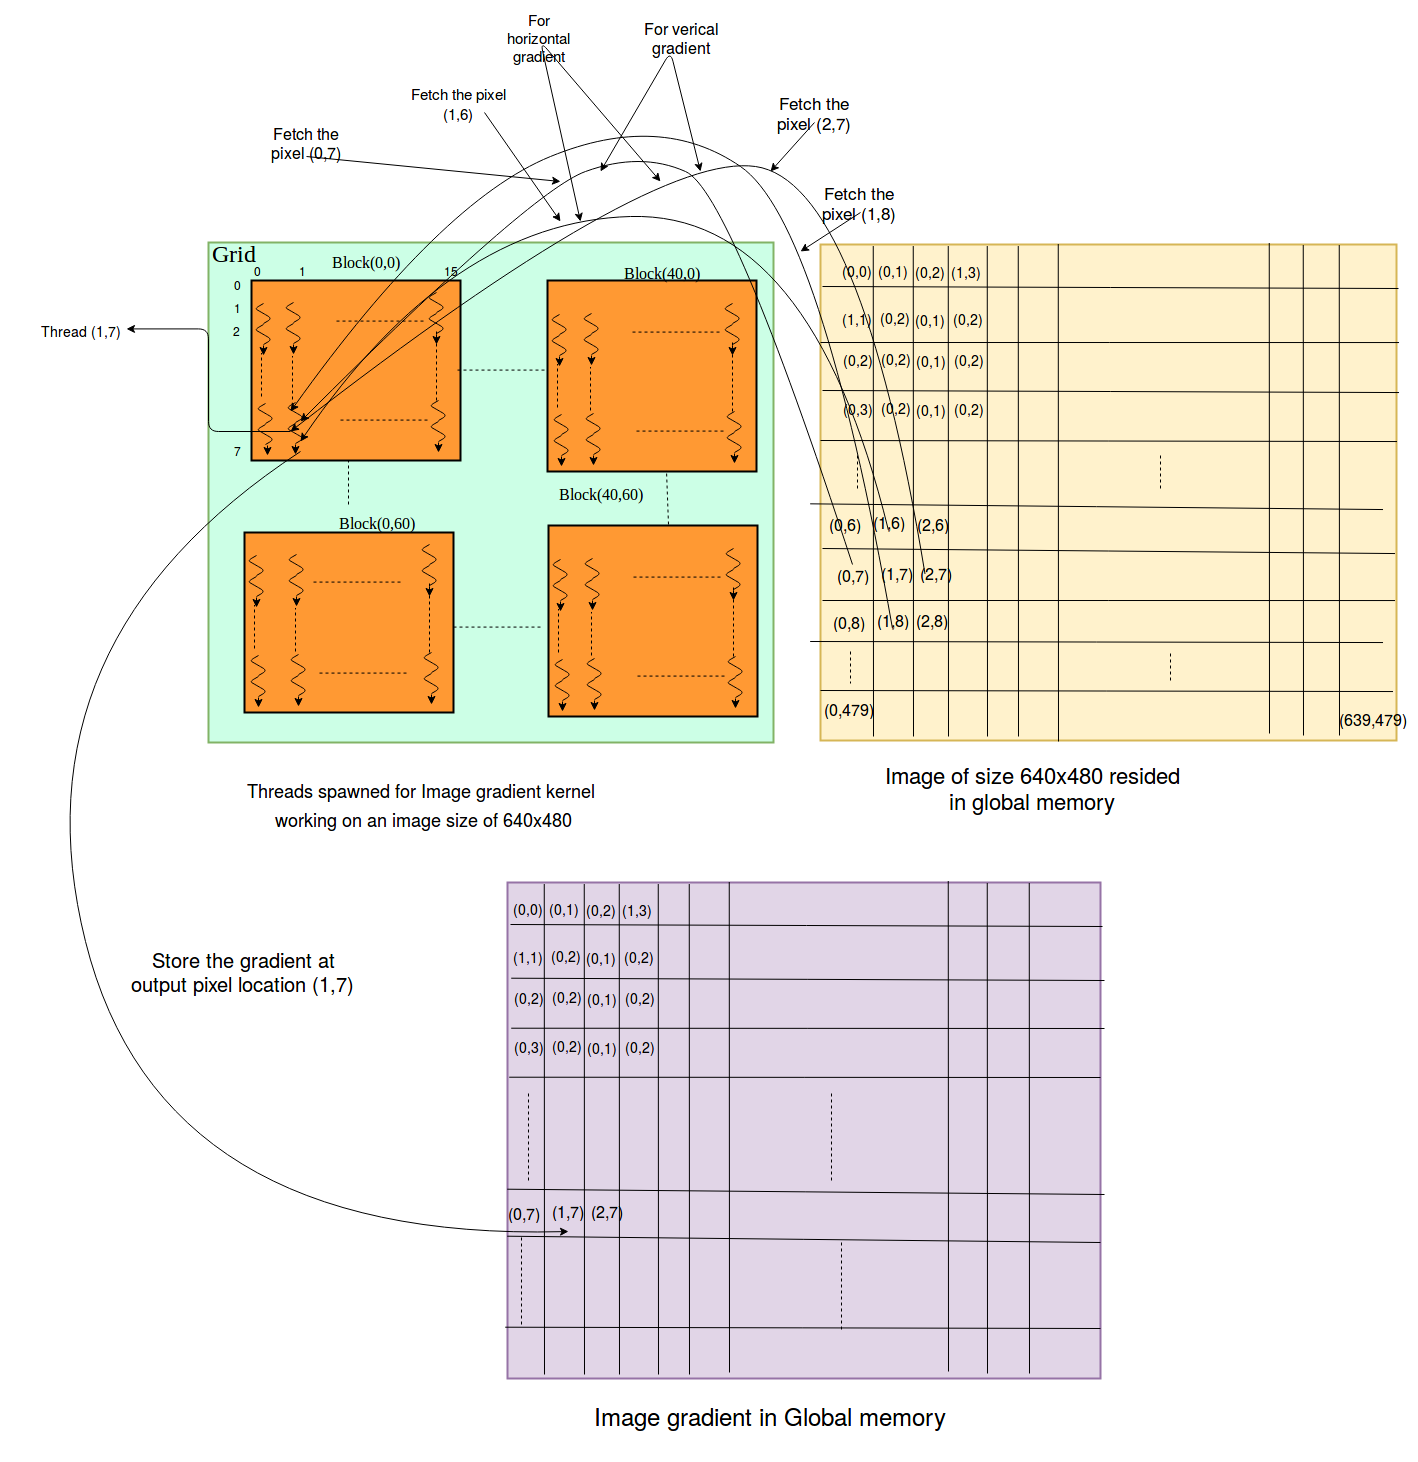 For
horizontal
gradient
For verical
gradient
Fetch the pixel
(1,6)
Fetch the
pixel (2,7)
Fetch the
pixel (0,7)
Fetch the
pixel (1,8)
Grid
Block(0,0)
0 1 15
0
1
2
7
Thread (1,7)
Block(40,0)
Block(40,60)
Block(0,60)
(0,0) (0,1) (0,2) (1,3)
(1,1) (0,2) (0,1) (0,2)
(0,2) (0,2) (0,1) (0,2)
(0,3) (0,2) (0,1) (0,2)
(0,6) (1,6) (2,6)
(0,7) (1,7) (2,7)
(0,8) (1,8) (2,8)
(0,479) (639,479)
Image of size 640x480 resided
in global memory
Threads spawned for Image gradient kernel
working on an image size of 640x480
Store the gradient at
output pixel location (1,7)
(0,0) (0,1) (0,2) (1,3)
(1,1) (0,2) (0,1) (0,2)
(0,2) (0,2) (0,1) (0,2)
(0,3) (0,2) (0,1) (0,2)
(0,7) (1,7) (2,7)
Image gradient in Global memory